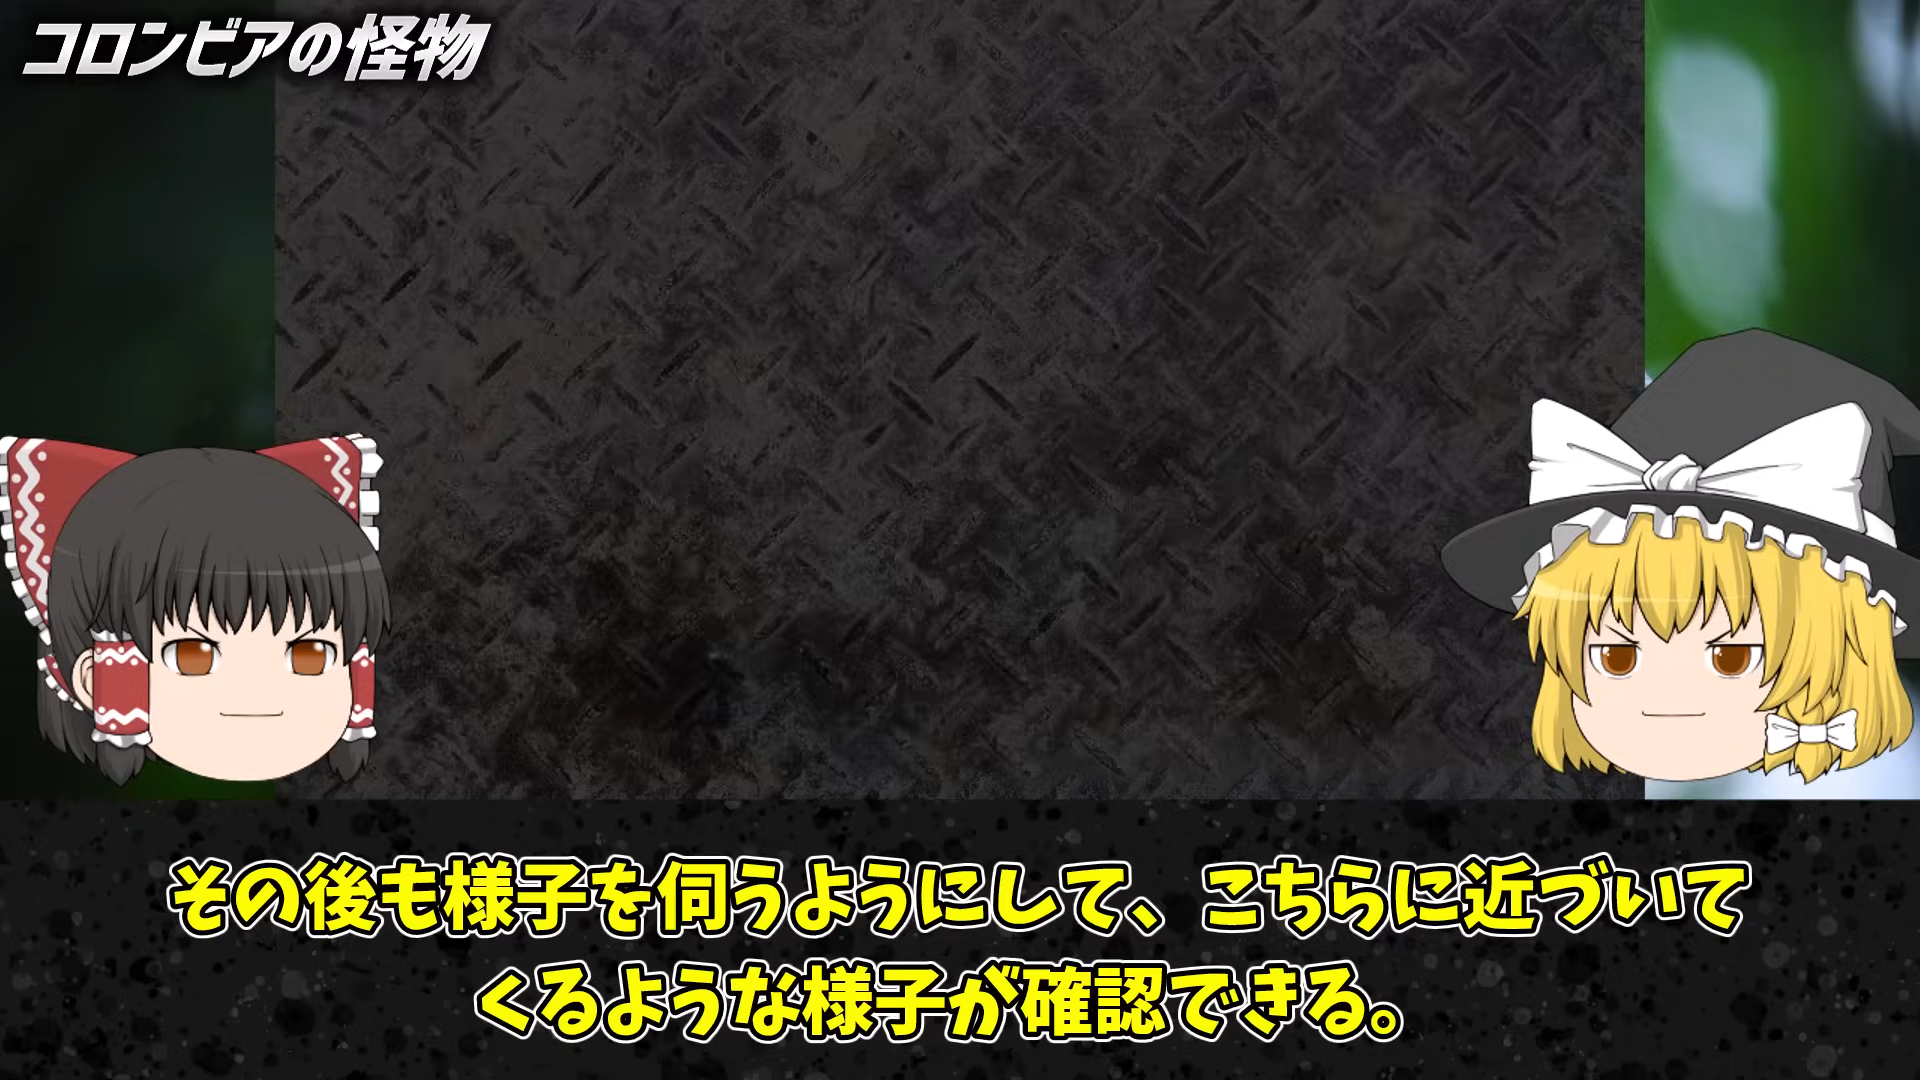 コロンビアの怪物
その後も様子を伺うようにして、こちらに近づいて
くるような様子が確認できる。